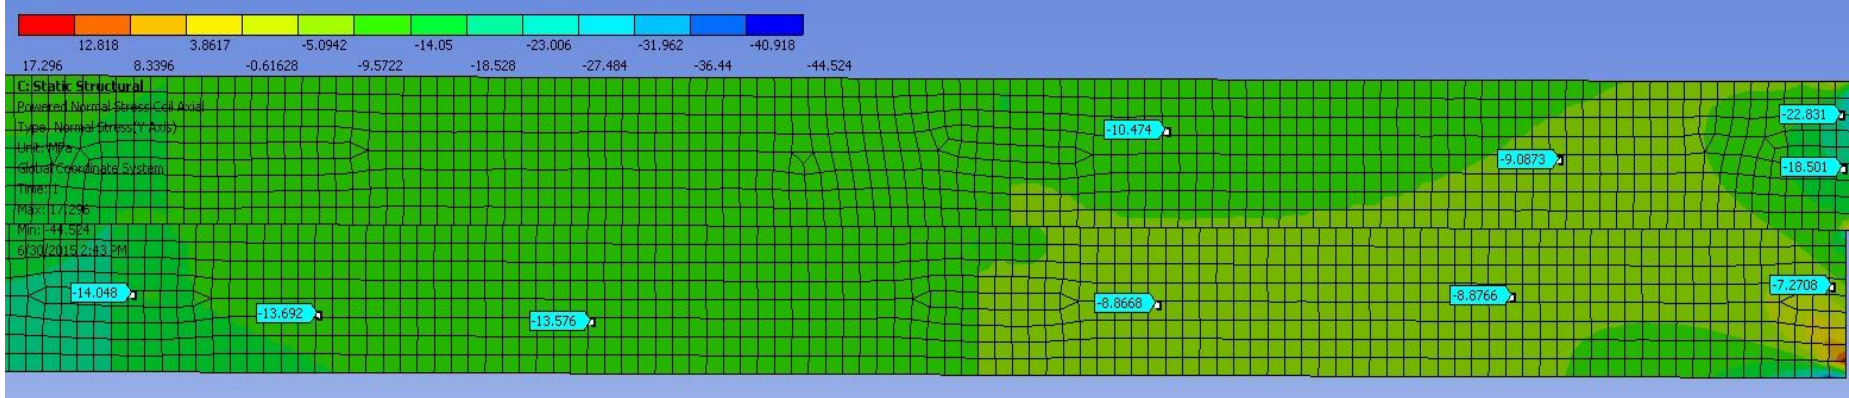 12.818 3.8617 -5.0942 -14.05 -23.006 -31.962 -40.918
17.296 8.3396 -0.61628 -9.5722 -18.528 -27.484 -36.44 -44.524
C: Static Structural
Powered Normal Stress Coil Axial
Type: Normal Stress(Y Axis)
Unit: MPa
Global Coordinate System
Time: 1
Max: 17.296
Min: -44.524
6/30/2015 2:43 PM
-22.831
-10.474
-9.0873
-18.501
-7.2708
-14.048
-8.8766
-8.8668
-13.692
-13.576